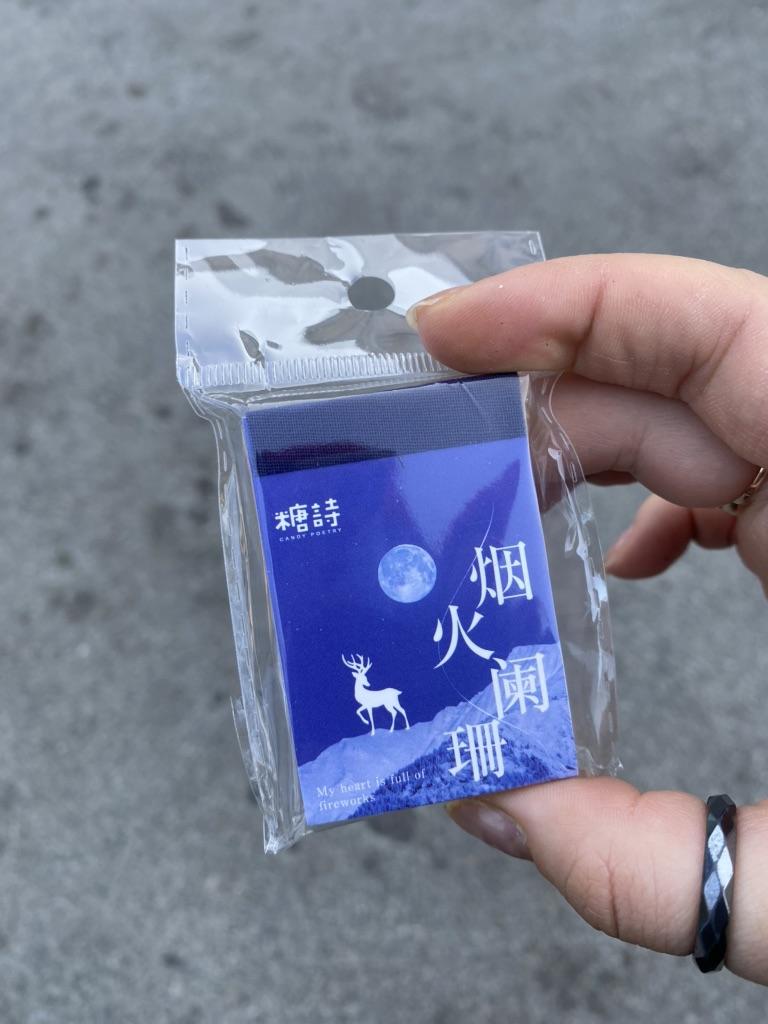 糖詩
CANDY POETRY
烟火阑珊
My heart is full of
fireworks